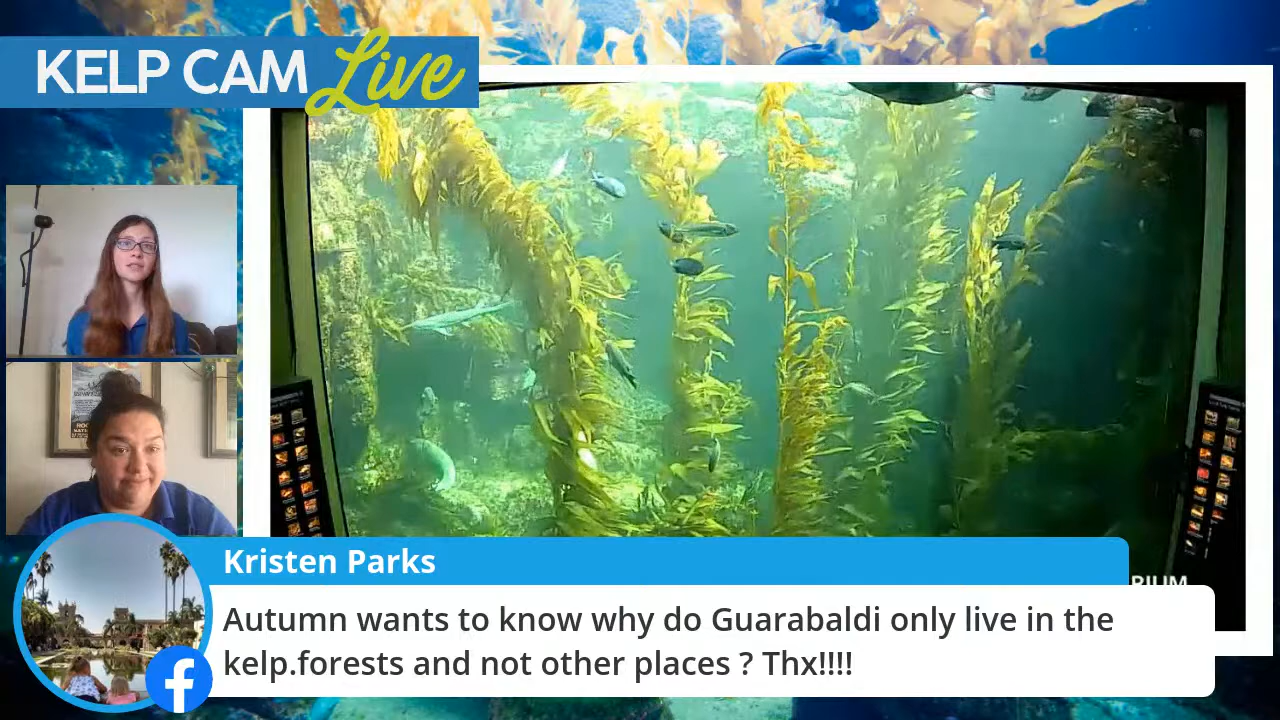 KELP CAM Live
Kristen Parks
RIUM
Autumn wants to know why do Guarabaldi only live in the
kelp.forests and not other places ? Thx!!!!